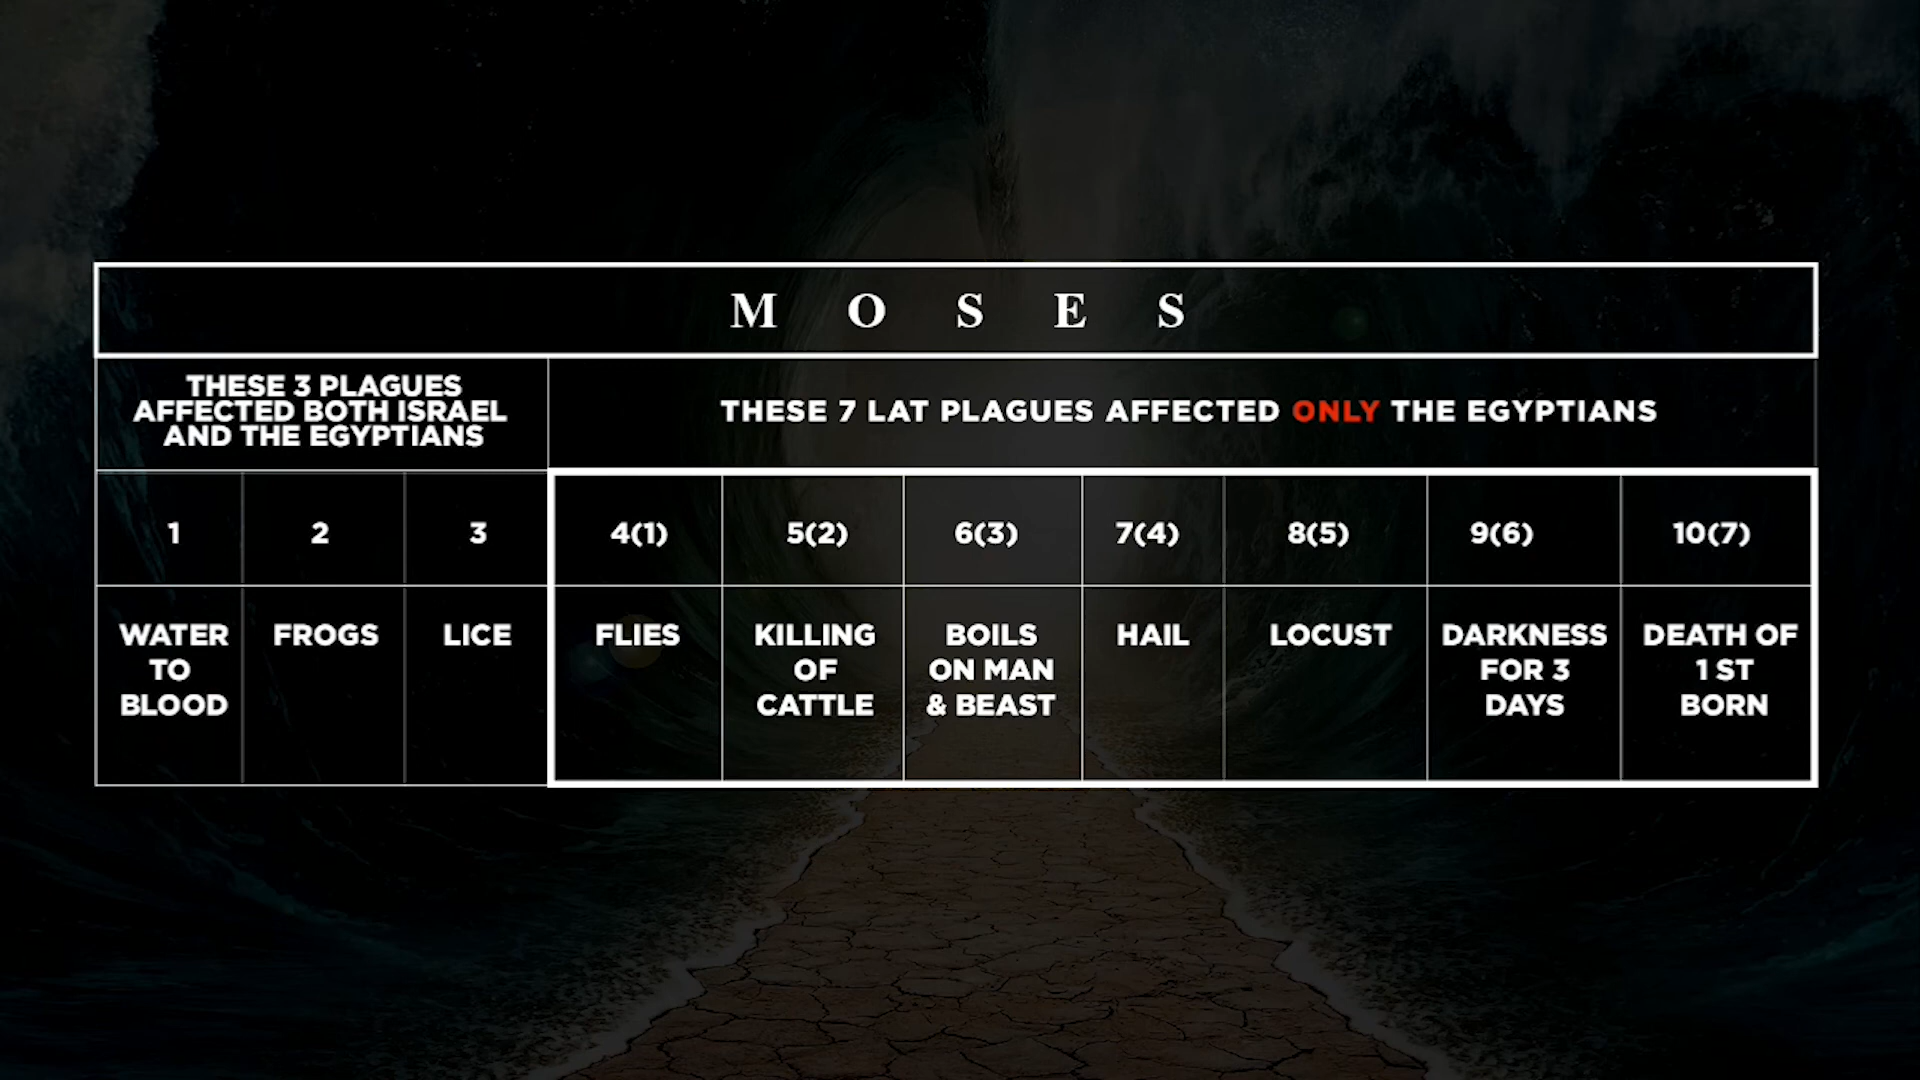 M O S E S
THESE 3 PLAGUES
AFFECTED BOTH ISRAEL
AND THE EGYPTIANS
THESE 7 LAT PLAGUES AFFECTED ONLY THE EGYPTIANS
1
2
3
4(1)
5(2)
6(3)
7(4)
8(5)
9(6)
10(7)
WATER
TO
BLOOD
FROGS
LICE
FLIES
KILLING
OF
CATTLE
BOILS
ON MAN
& BEAST
HAIL
LOCUST
DARKNESS
FOR 3
DAYS
DEATH OF
1 ST
BORN